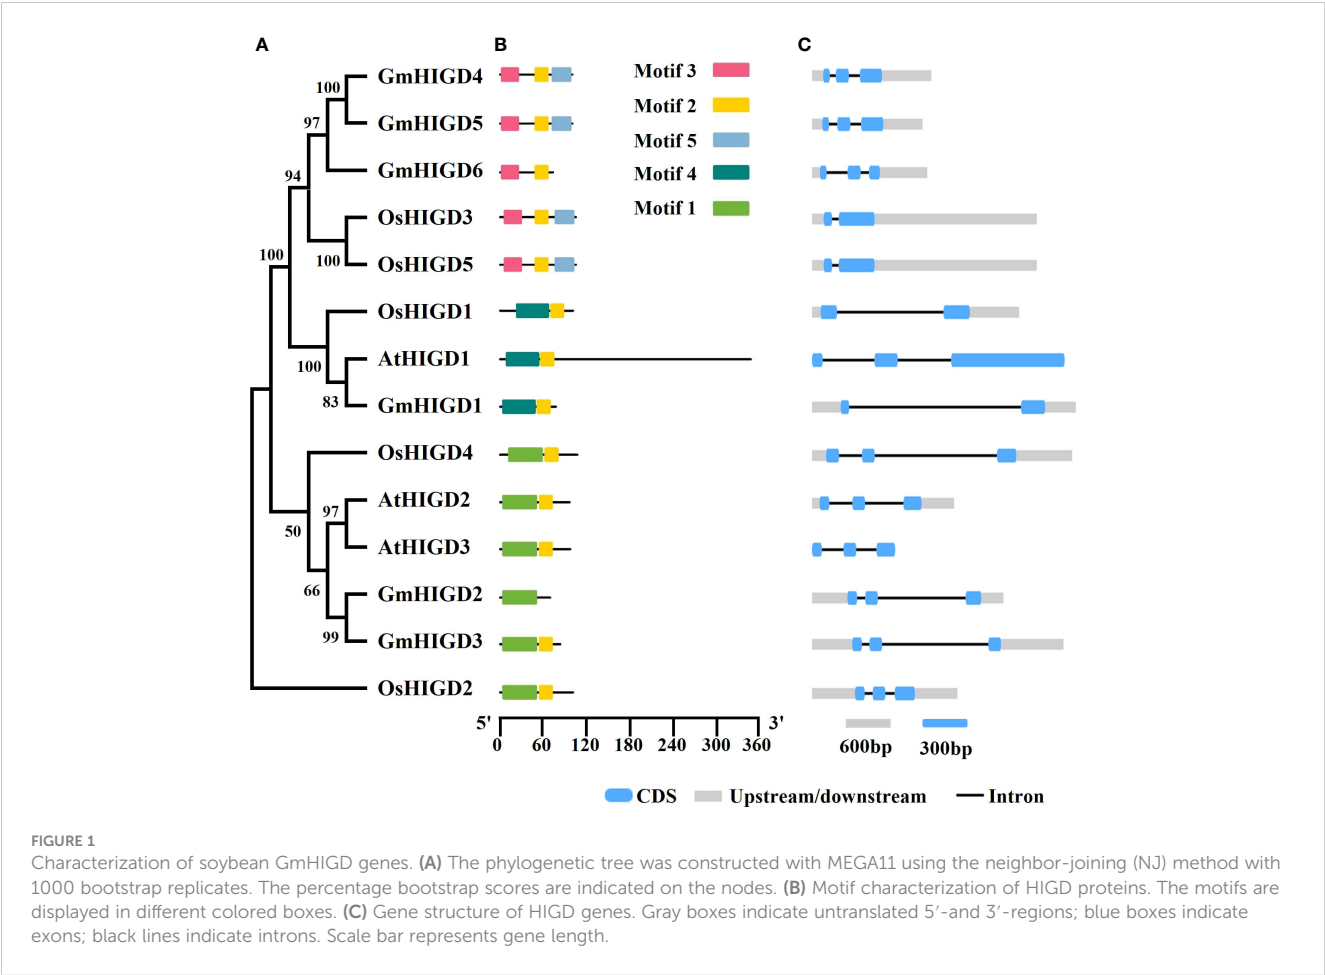 A
B
C
GmHIGD4
GmHIGD5
GmHIGD6
OsHIGD3
OsHIGD5
OsHIGD1
AtHIGD1
GmHIGD1
OsHIGD4
AtHIGD2
AtHIGD3
GmHIGD2
GmHIGD3
OsHIGD2
100
97
94
100
100
100
83
97
50
66
99
Motif 3
Motif 2
Motif 5
Motif 4
Motif 1
5' 3'
0 60 120 180 240 300 360
600bp 300bp
CDS Upstream/downstream Intron
FIGURE 1
Characterization of soybean GmHIGD genes. (A) The phylogenetic tree was constructed with MEGA11 using the neighbor-joining (NJ) method with
1000 bootstrap replicates. The percentage bootstrap scores are indicated on the nodes. (B) Motif characterization of HIGD proteins. The motifs are
displayed in different colored boxes. (C) Gene structure of HIGD genes. Gray boxes indicate untranslated 5′-and 3′-regions; blue boxes indicate
exons; black lines indicate introns. Scale bar represents gene length.